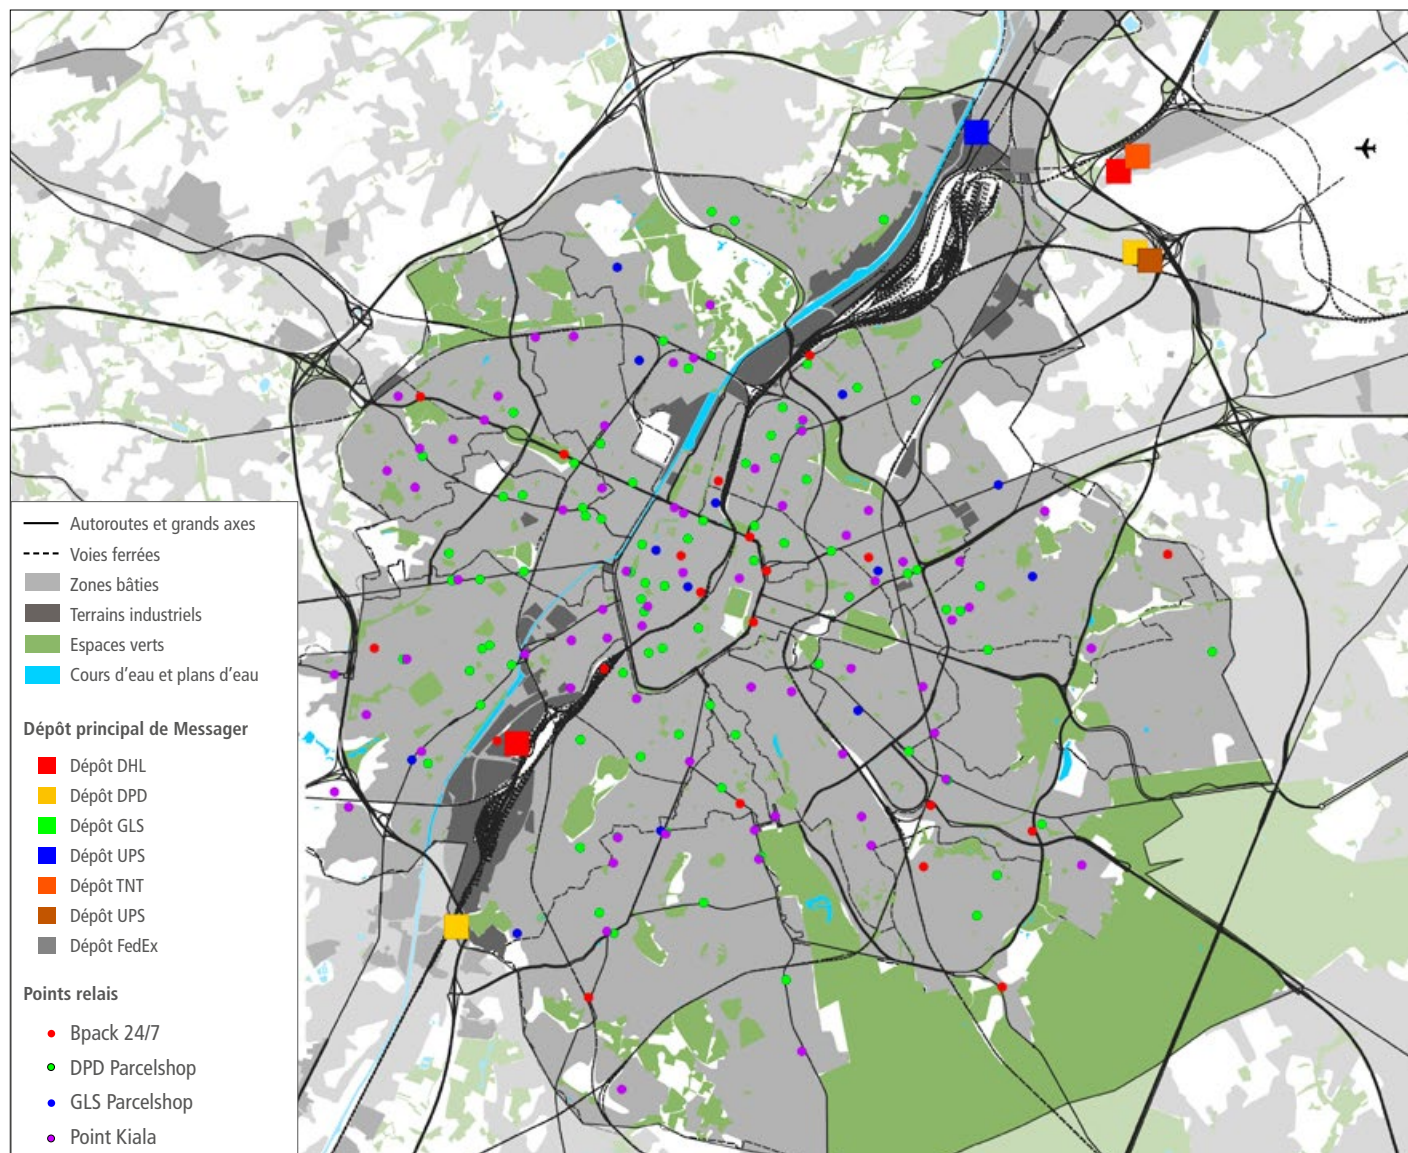 Autoroutes et grands axes
Voies ferrées
Zones bâties
Terrains industriels
Espaces verts
Cours d'eau et plans d'eau
Dépôt principal de Messager
Dépôt DHL
Dépôt DPD
Dépôt GLS
Dépôt UPS
Dépôt TNT
Dépôt UPS
Dépôt FedEx
Points relais
Bpack 24/7
DPD Parcelshop
GLS Parcelshop
Point Kiala